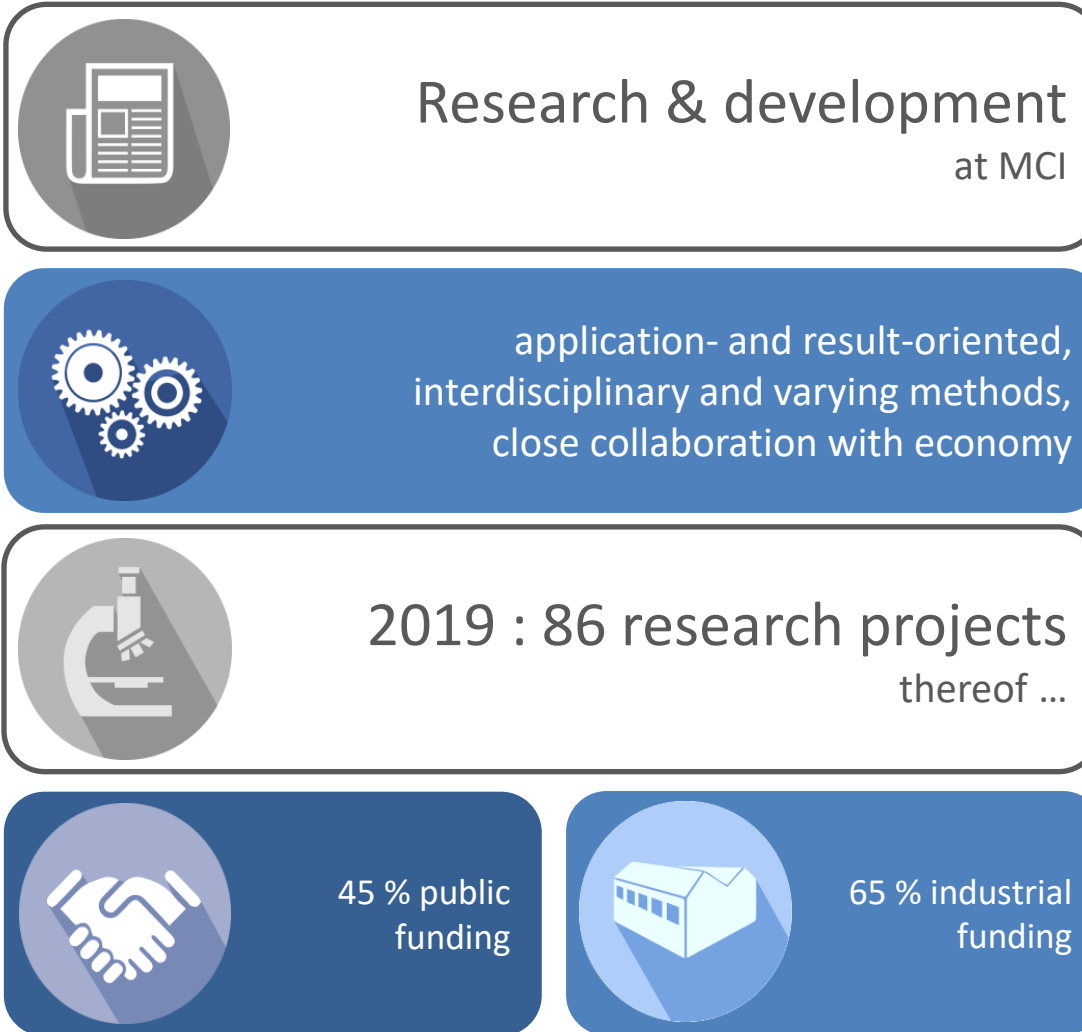 Research & development
at MCI
application- and result-oriented,
interdisciplinary and varying methods,
close collaboration with economy
2019 : 86 research projects
thereof …
45 % public
funding
65 % industrial
funding